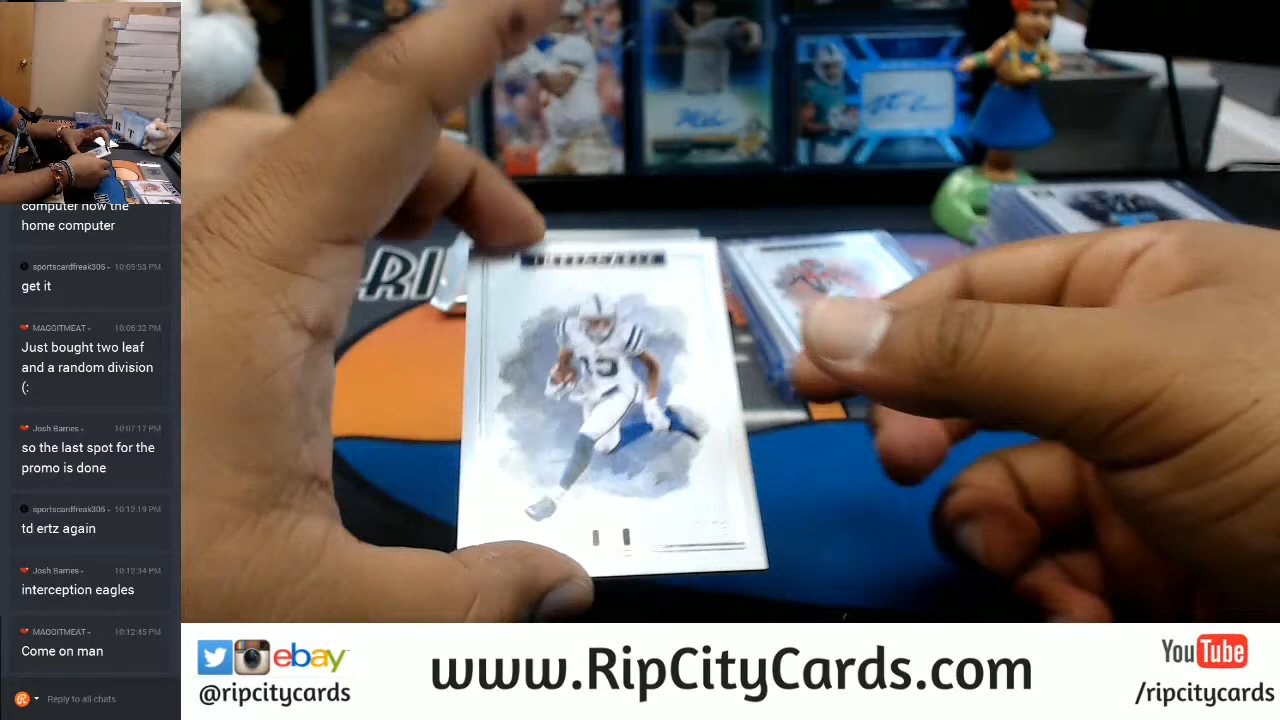 computer now the
home computer
sportscardfreak305 - 10:05:53 PM
get it
MAGGITMEAT - 10:06:32 PM
Just bought two leaf
and a random division
(:
Josh Barnes - 10:07:17 PM
so the last spot for the
promo is done
sportscardfreak305 - 10:12:19 PM
td ertz again
Josh Barnes - 10:12:34 PM
interception eagles
MAGGITMEAT - 10:12:45 PM
Come on man
Reply to all chats
RI
R T
ebay
@ripcitycards
www.RipCityCards.com
YouTube
/ripcitycards